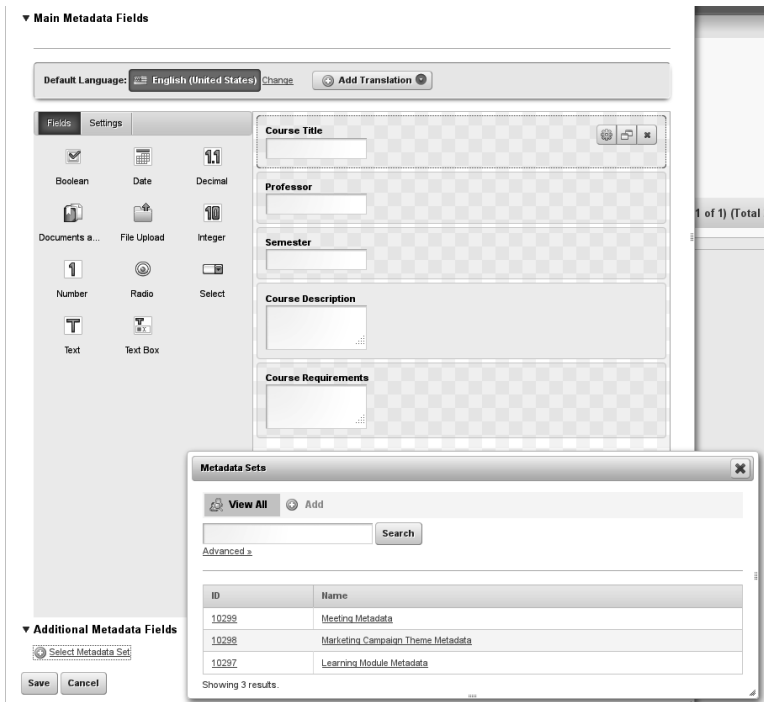 Main Metadata Fields
Default Language: English (United States) Change Add Translation
Fields Settings
Boolean Date Decimal
Documents a... File Upload Integer
Number Radio Select
Text Text Box
Course Title
Professor
Semester
Course Description
Course Requirements
1 of 1) (Total
Metadata Sets
View All Add
Search
Advanced »
ID Name
10299 Meeting Metadata
10298 Marketing Campaign Theme Metadata
10297 Learning Module Metadata
Showing 3 results.
Additional Metadata Fields
Select Metadata Set
Save Cancel